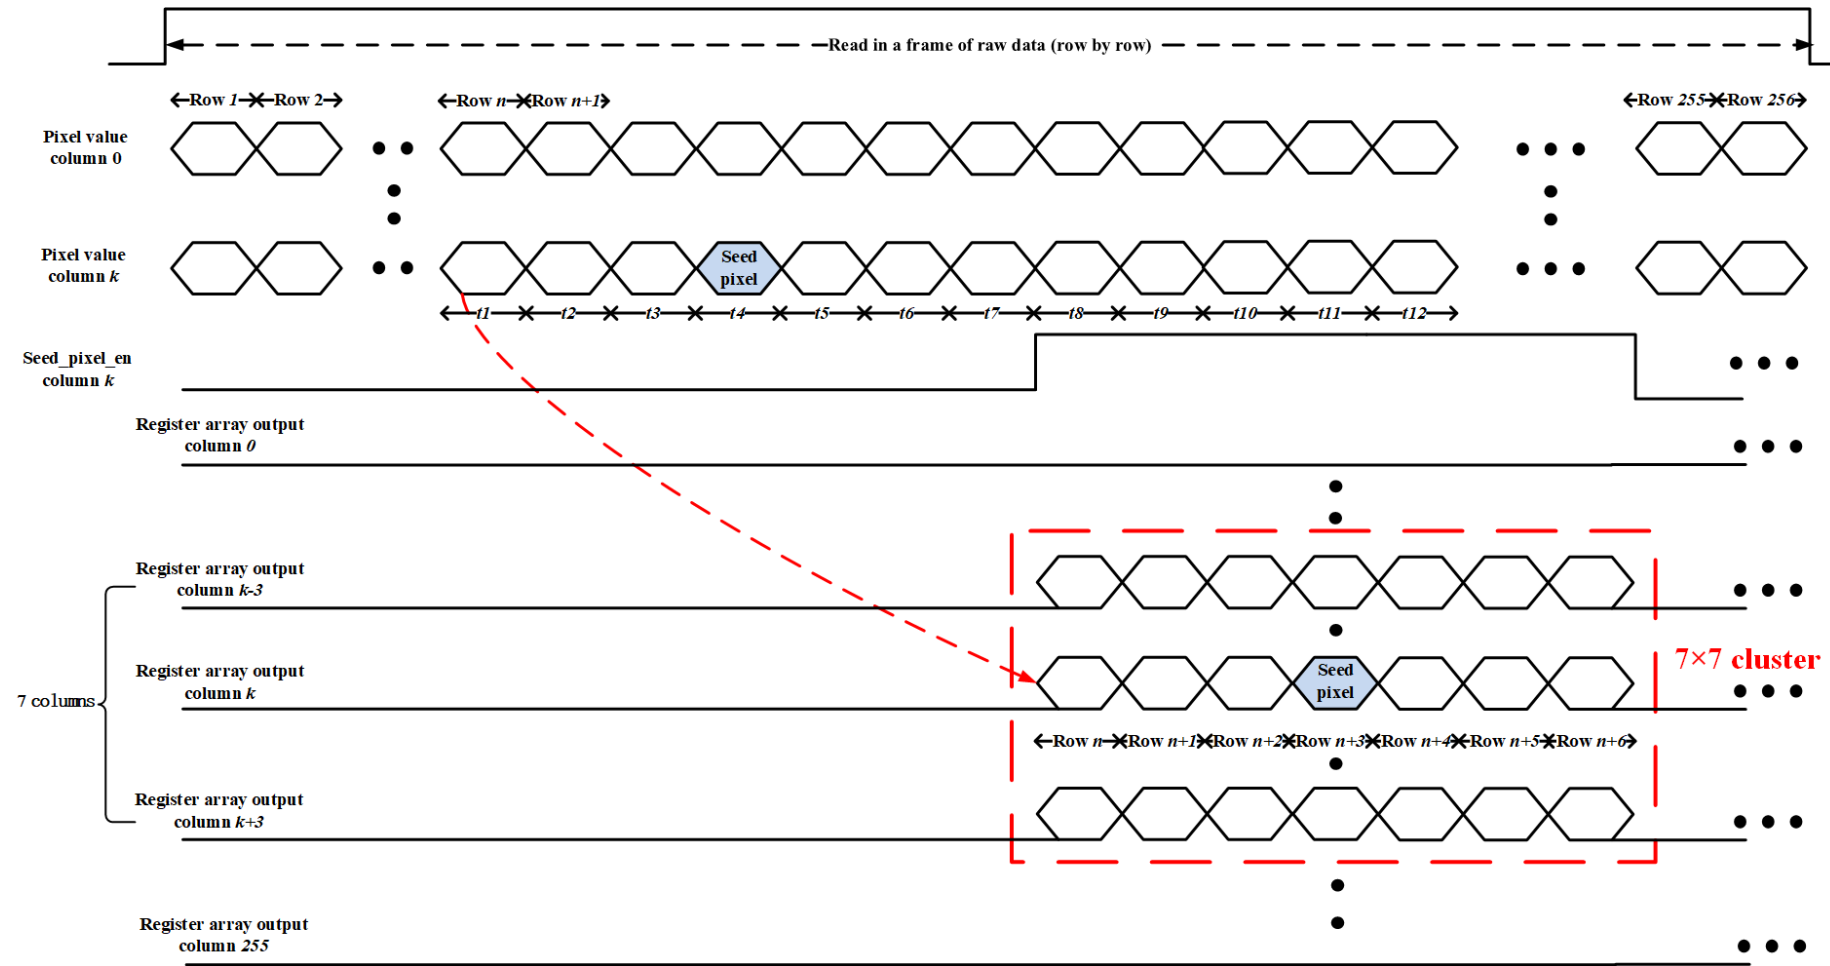 Read in a frame of raw data (row by row)
Row 1 Row 2 Row n Row n+1 Row 255 Row 256
Pixel value
column 0
Pixel value
column k
Seed
pixel
t1 t2 t3 t4 t5 t6 t7 t8 t9 t10 t11 t12
Seed_pixel_en
column k
Register array output
column 0
Register array output
column k-3
7×7 cluster
Register array output
column k
Seed
pixel
7 columns
Row n Row n+1 Row n+2 Row n+3 Row n+4 Row n+5 Row n+6
Register array output
column k+3
Register array output
column 255